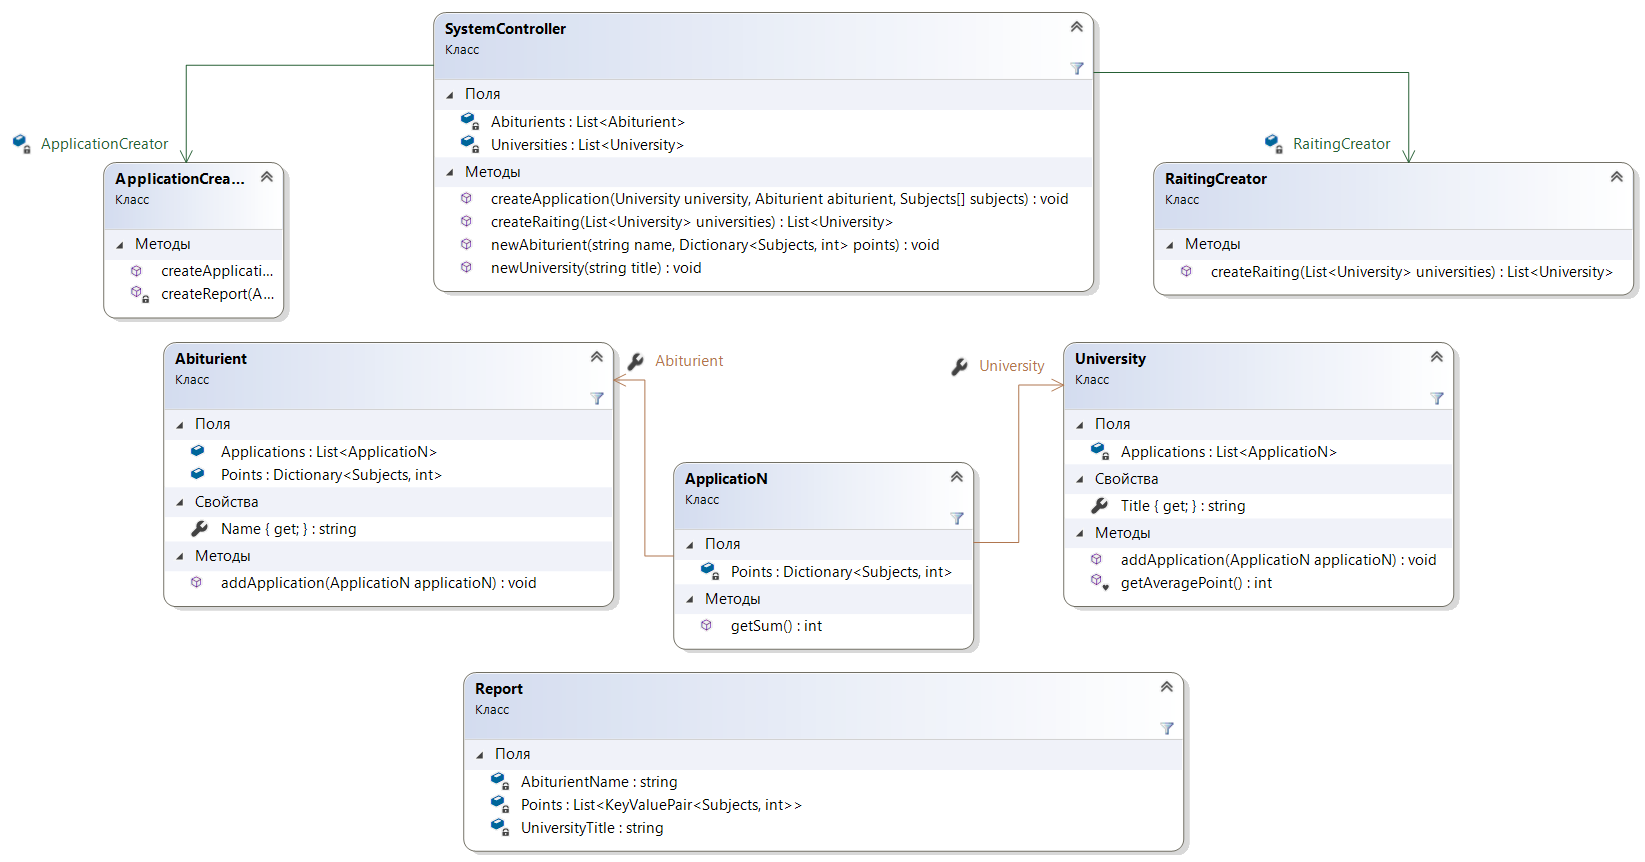 SystemController
Класс
Поля
Abiturients : List<Abiturient>
Universities : List<University>
Методы
createApplication(University university, Abiturient abiturient, Subjects[] subjects) : void
createRaiting(List<University> universities) : List<University>
newAbiturient(string name, Dictionary<Subjects, int> points) : void
newUniversity(string title) : void
ApplicationCreator
ApplicationCrea...
Класс
Методы
createApplicati...
createReport(A...
RaitingCreator
RaitingCreator
Класс
Методы
createRaiting(List<University> universities) : List<University>
Abiturient
Класс
Поля
Applications : List<ApplicatioN>
Points : Dictionary<Subjects, int>
Свойства
Name { get; } : string
Методы
addApplication(ApplicatioN applicatioN) : void
Abiturient
University
ApplicatioN
Класс
Поля
Points : Dictionary<Subjects, int>
Методы
getSum() : int
University
Класс
Поля
Applications : List<ApplicatioN>
Свойства
Title { get; } : string
Методы
addApplication(ApplicatioN applicatioN) : void
getAveragePoint() : int
Report
Класс
Поля
AbiturientName : string
Points : List<KeyValuePair<Subjects, int>>
UniversityTitle : string